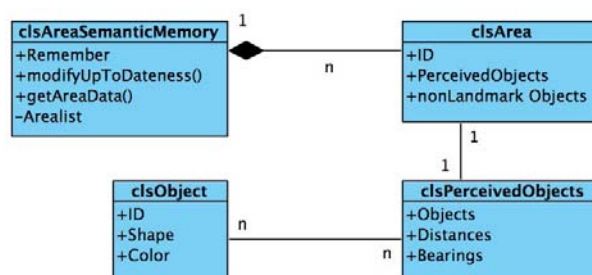 1
clsAreaSemanticMemory
+Remember
+modifyUpToDateness()
+getAreaData()
-Arealist
n
clsArea
+ID
+PerceivedObjects
+nonLandmark Objects
1
1
clsObject
+ID
+Shape
+Color
n
n
clsPerceivedObjects
+Objects
+Distances
+Bearings